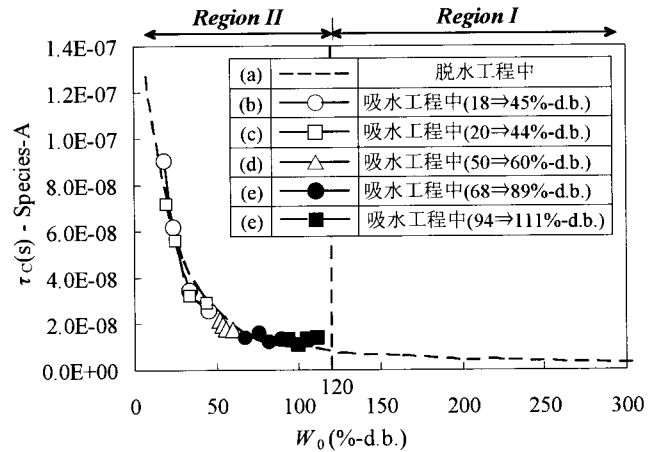 Region II Region I
1.4E-07
1.2E-07
1.0E-07
8.0E-08
6.0E-08
4.0E-08
2.0E-08
0.0E+00
τC(s) - Species-A
(a) 脱水工程中
(b) 吸水工程中(18⇒45%-d.b.)
(c) 吸水工程中(20⇒44%-d.b.)
(d) 吸水工程中(50⇒60%-d.b.)
(e) 吸水工程中(68⇒89%-d.b.)
(e) 吸水工程中(94⇒111%-d.b.)
0 50 100 120 150 200 250 300
W0 (%-d.b.)